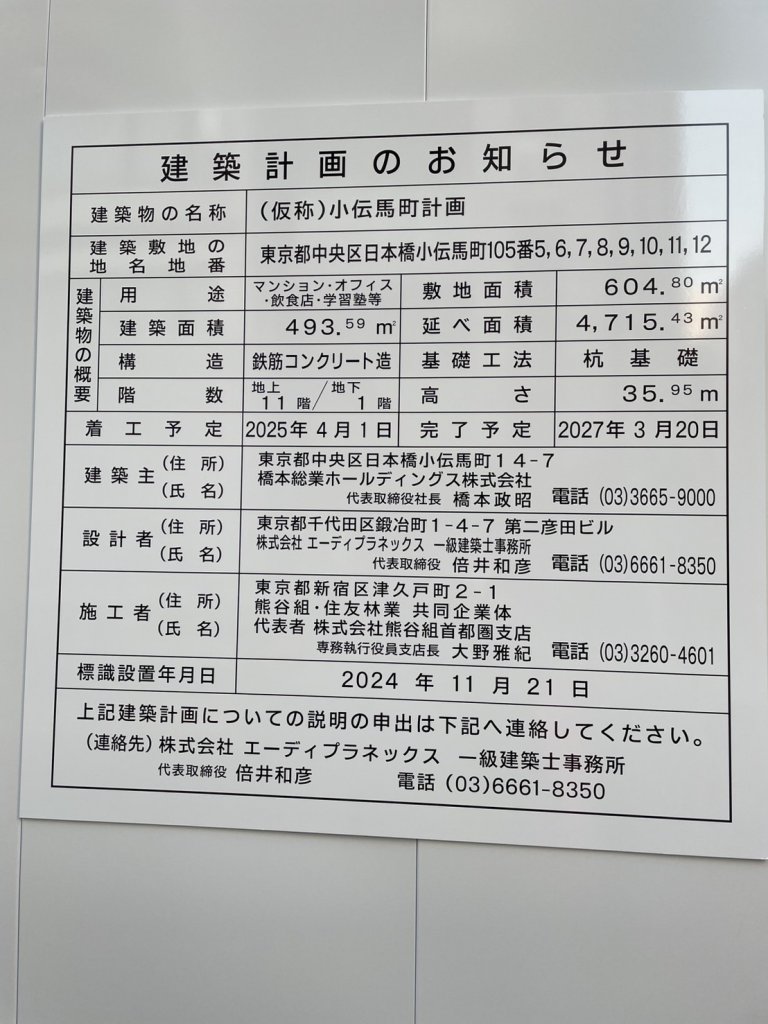 建築計画のお知らせ
建築物の名称 (仮称)小伝馬町計画
建築敷地の地名地番 東京都中央区日本橋小伝馬町105番5,6,7,8,9,10,11,12
建築物の概要
用途 マンション・オフィス・飲食店・学習塾等 敷地面積 604.80㎡
建築面積 493.59㎡ 延べ面積 4,715.43㎡
構造 鉄筋コンクリート造 基礎工法 杭基礎
階数 地上11階/地下1階 高さ 35.95m
着工予定 2025年4月1日 完了予定 2027年3月20日
建築主(住所)(氏名)
東京都中央区日本橋小伝馬町14-7
橋本総業ホールディングス株式会社
代表取締役社長 橋本政昭 電話 (03)3665-9000
設計者(住所)(氏名)
東京都千代田区鍛冶町1-4-7 第二彦田ビル
株式会社 エーディプラネックス 一級建築士事務所
代表取締役 倍井和彦 電話 (03)6661-8350
施工者(住所)(氏名)
東京都新宿区津久戸町2-1
熊谷組・住友林業 共同企業体
代表者 株式会社熊谷組首都圏支店
専務執行役員支店長 大野雅紀 電話 (03)3260-4601
標識設置年月日 2024年11月21日
上記建築計画についての説明の申出は下記へ連絡してください。
(連絡先)株式会社 エーディプラネックス 一級建築士事務所
代表取締役 倍井和彦 電話 (03)6661-8350